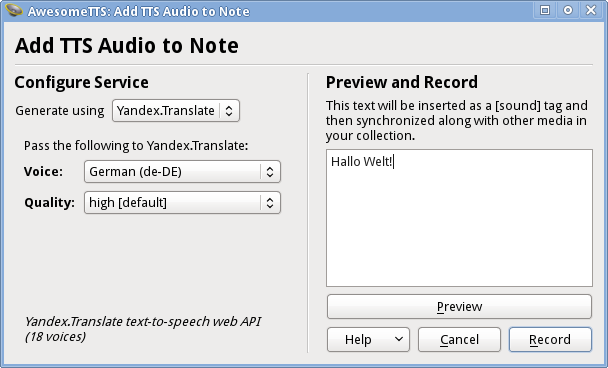 AwesomeTTS: Add TTS Audio to Note
Add TTS Audio to Note
Configure Service
Generate using Yandex.Translate
Pass the following to Yandex.Translate:
Voice: German (de-DE)
Quality: high [default]
Yandex.Translate text-to-speech web API
(18 voices)
Preview and Record
This text will be inserted as a [sound] tag and
then synchronized along with other media in
your collection.
Hallo Welt!
Preview
Help Cancel Record